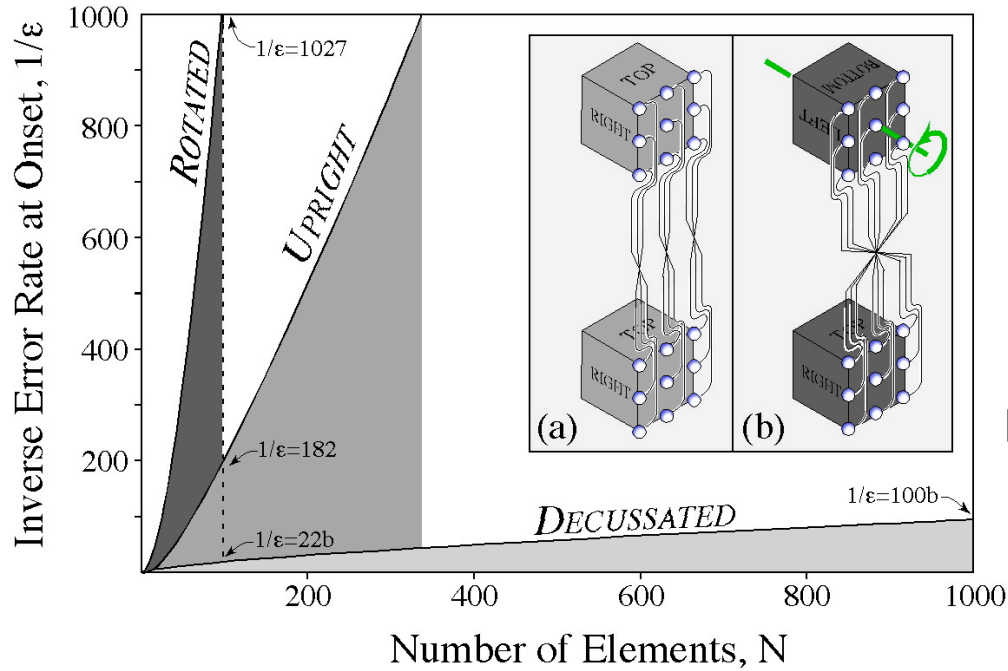 Inverse Error Rate at Onset, 1/ε
1000
800
600
400
200
ROTATED
1/ε=1027
UPRIGHT
1/ε=182
1/ε=22b
DECUSSATED
1/ε=100b
TOP
RIGHT
TOP
RIGHT
(a)
BOTTOM
LEFT
TOP
RIGHT
(b)
200
400
600
800
1000
Number of Elements, N